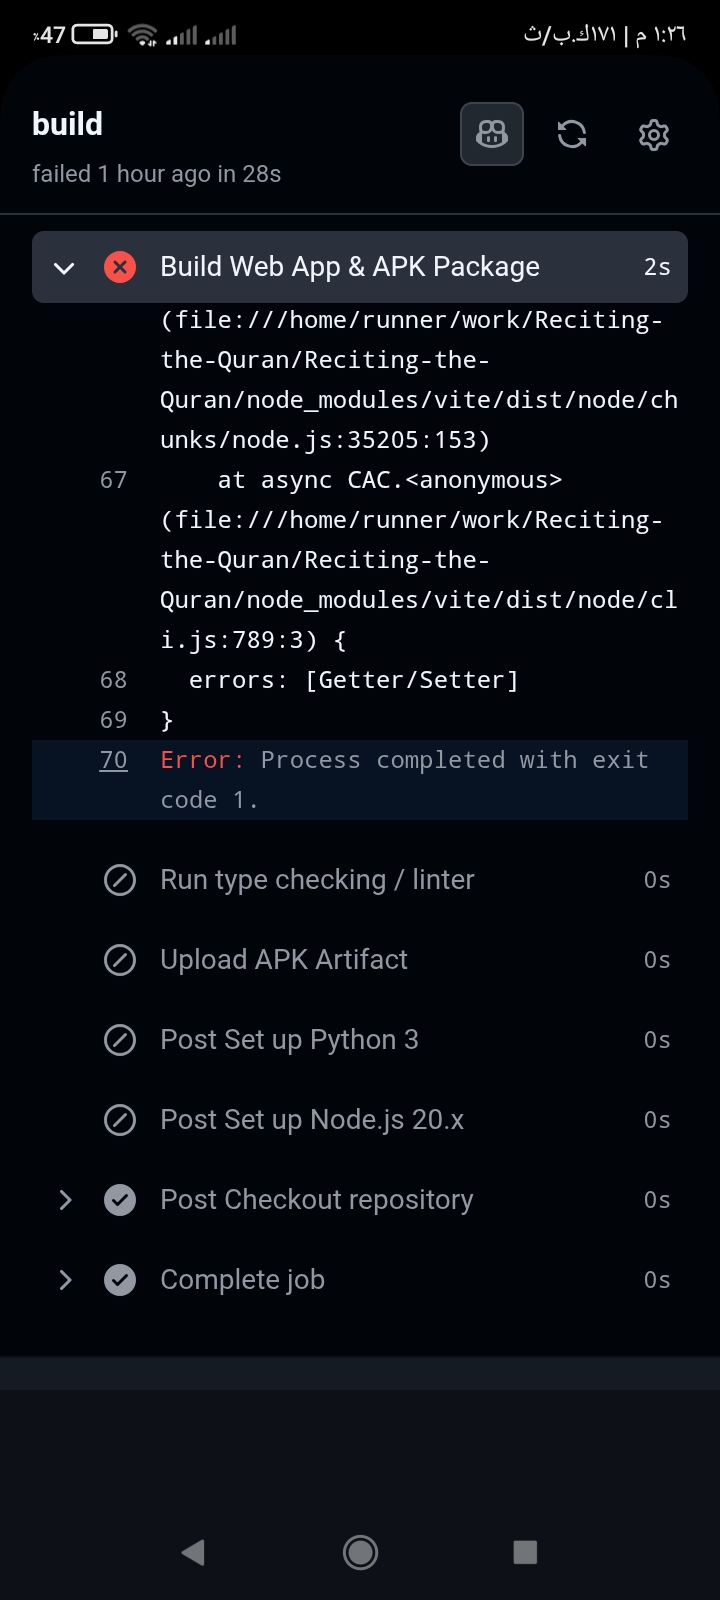 %47
١:٢٦ م | ١٧١ك.ب/ث
build
failed 1 hour ago in 28s
Build Web App & APK Package 2s
(file:///home/runner/work/Reciting-
the-Quran/Reciting-the-
Quran/node_modules/vite/dist/node/ch
unks/node.js:35205:153)
67 at async CAC.<anonymous>
(file:///home/runner/work/Reciting-
the-Quran/Reciting-the-
Quran/node_modules/vite/dist/node/cl
i.js:789:3) {
68 errors: [Getter/Setter]
69 }
70 Error: Process completed with exit
code 1.
Run type checking / linter 0s
Upload APK Artifact 0s
Post Set up Python 3 0s
Post Set up Node.js 20.x 0s
Post Checkout repository 0s
Complete job 0s